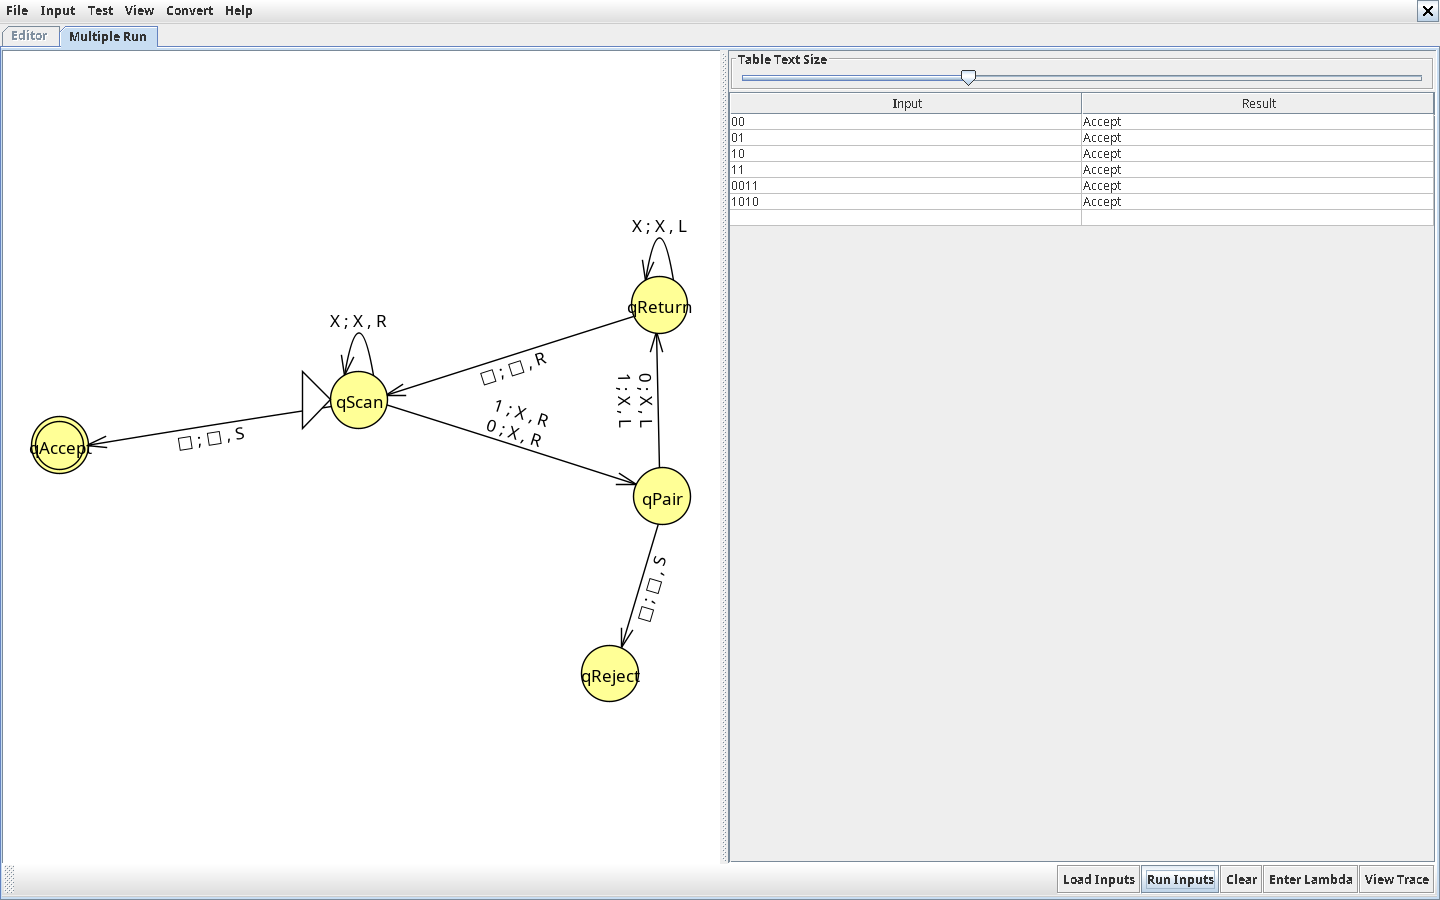 File Input Test View Convert Help
Editor Multiple Run
Table Text Size
Input Result
00 Accept
01 Accept
10 Accept
11 Accept
0011 Accept
1010 Accept
X ; X , L
qReturn
X ; X , R
□ ; □ , R
0 ; X , L
1 ; X , L
qScan
1 ; X , R
0 ; X , R
□ ; □ , S
qAccept
qPair
□ ; □ , S
qReject
Load Inputs Run Inputs Clear Enter Lambda View Trace